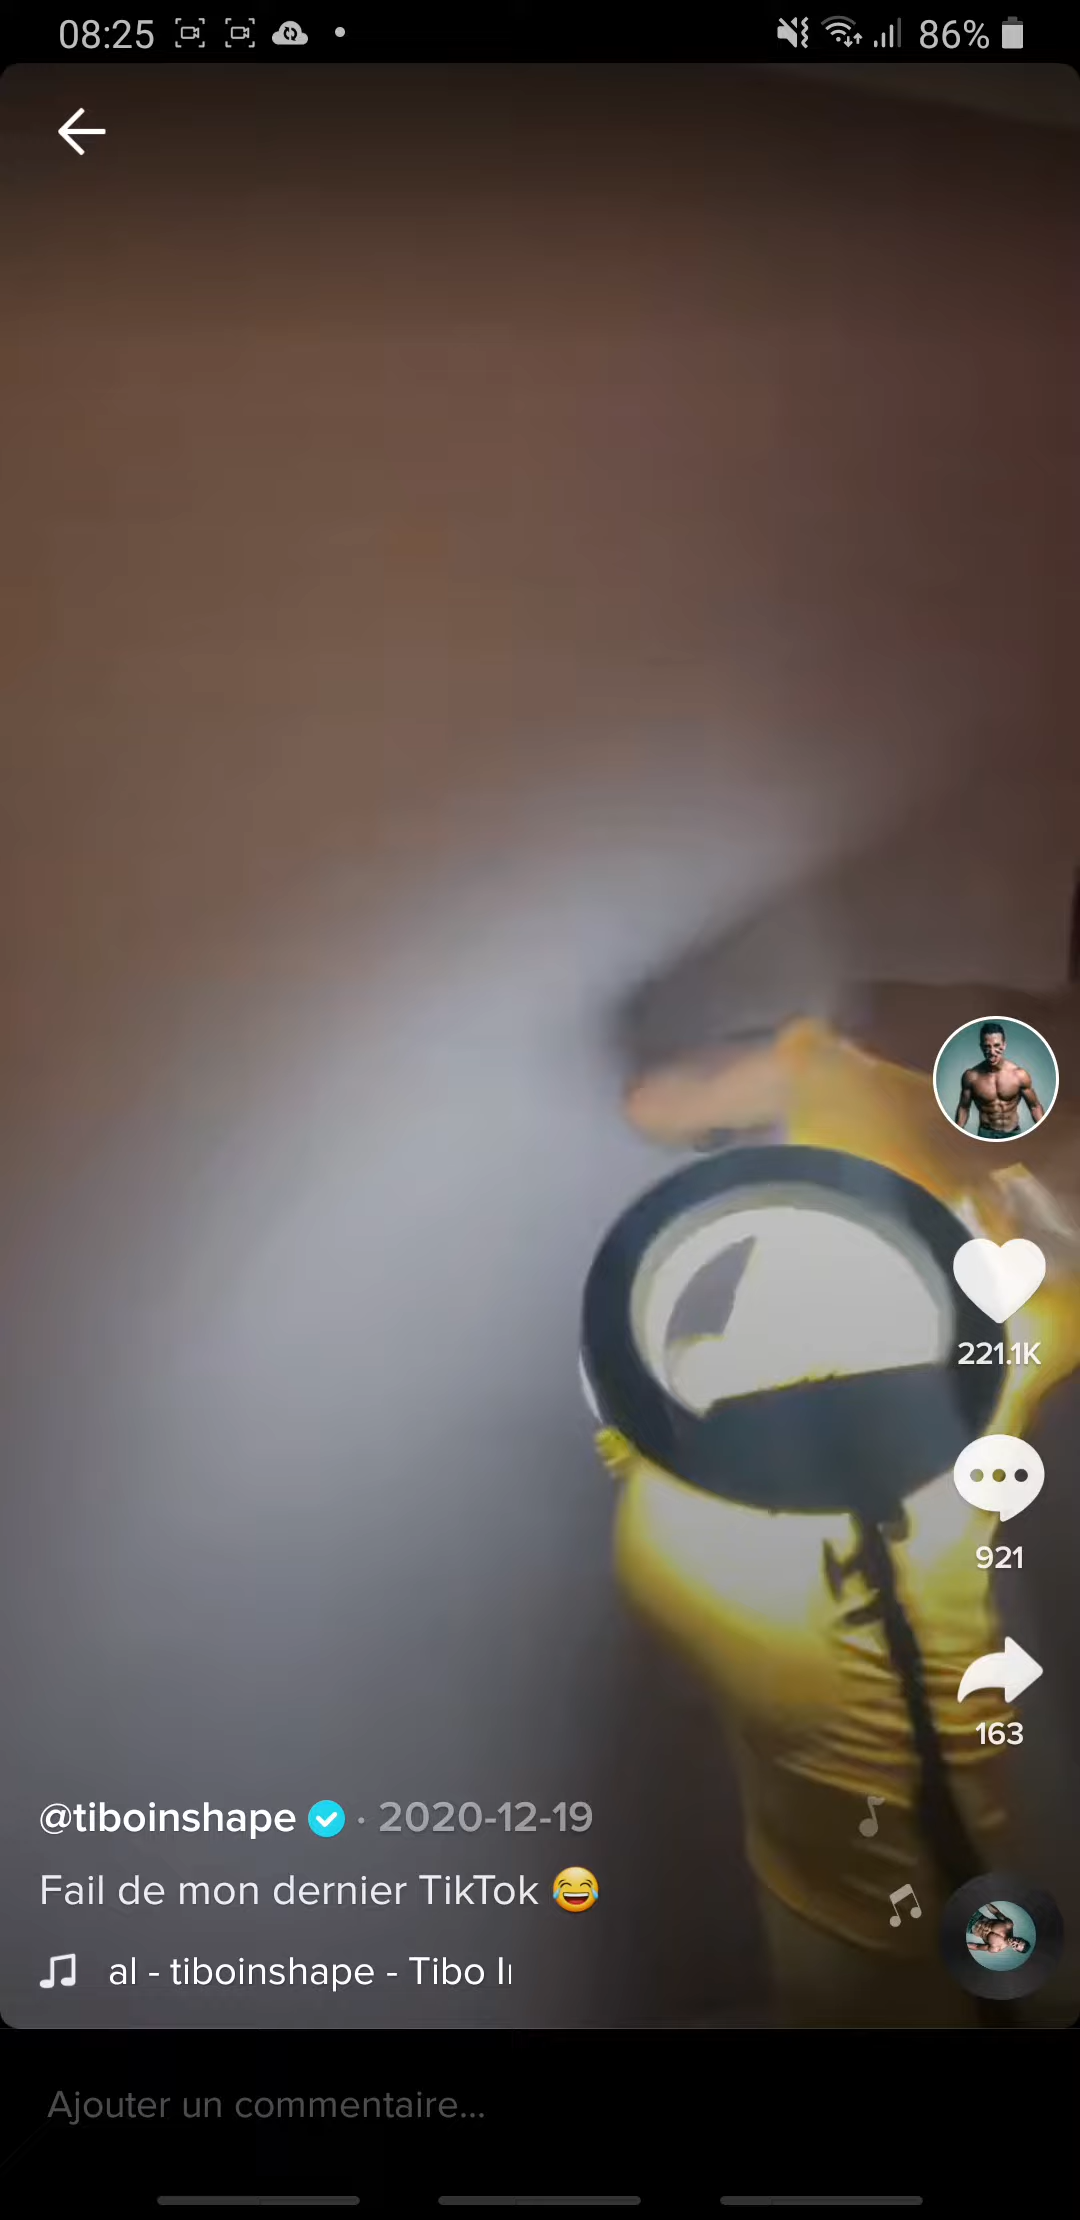 08:25
86%
221.1K
921
163
@tiboinshape · 2020-12-19
Fail de mon dernier TikTok 😂
al - tiboinshape - Tibo
Ajouter un commentaire...